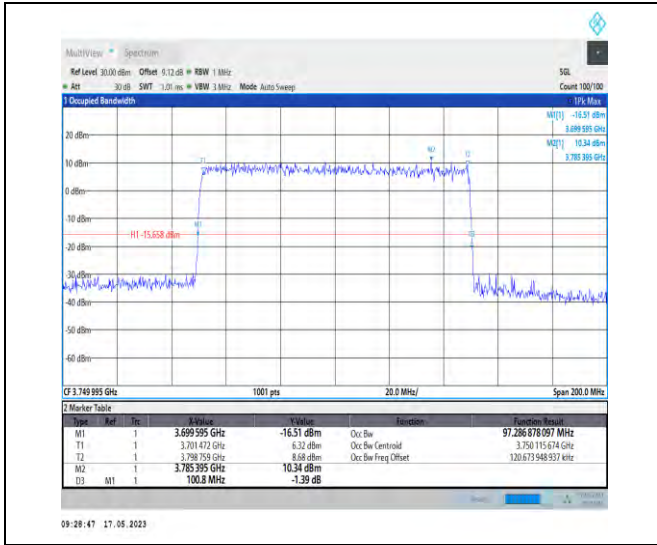 MultiView Spectrum
Ref Level 30.00 dBm Offset 9.12 dB RBW 1 MHz SGL
Att 30 dB SWT 1.01 ms VBW 3 MHz Mode Auto Sweep Count 100/100
1 Occupied Bandwidth 1Pk Max
M1[1] -16.51 dBm
3.699 595 GHz
M2[1] 10.34 dBm
3.785 395 GHz
20 dBm
10 dBm
0 dBm
-10 dBm
-20 dBm
-30 dBm
-40 dBm
-50 dBm
-60 dBm
T1
M2
T2
M1
H1 -15.658 dBm
D3
CF 3.749 995 GHz 1001 pts 20.0 MHz/ Span 200.0 MHz
2 Marker Table
Type Ref Trc X-Value Y-Value Function Function Result
M1 1 3.699 595 GHz -16.51 dBm Occ Bw 97.286 878 097 MHz
T1 1 3.701 472 GHz 6.32 dBm Occ Bw Centroid 3.750 115 674 GHz
T2 1 3.798 759 GHz 8.68 dBm Occ Bw Freq Offset 120.673 948 937 kHz
M2 1 3.785 395 GHz 10.34 dBm
D3 M1 1 100.8 MHz -1.39 dB
09:28:47 17.05.2023